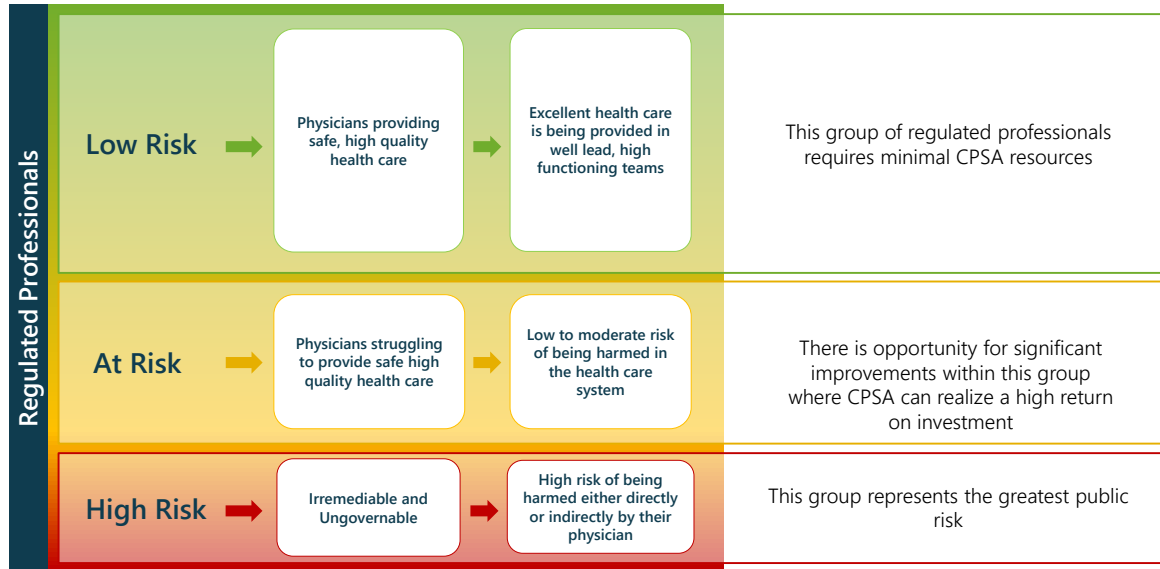 Regulated Professionals
Low Risk
Physicians providing
safe, high quality
health care
Excellent health care
is being provided in
well lead, high
functioning teams
This group of regulated professionals
requires minimal CPSA resources
At Risk
Physicians struggling
to provide safe high
quality health care
Low to moderate risk
of being harmed in
the health care
system
There is opportunity for significant
improvements within this group
where CPSA can realize a high return
on investment
High Risk
Irremediable and
Ungovernable
High risk of being
harmed either directly
or indirectly by their
physician
This group represents the greatest public
risk